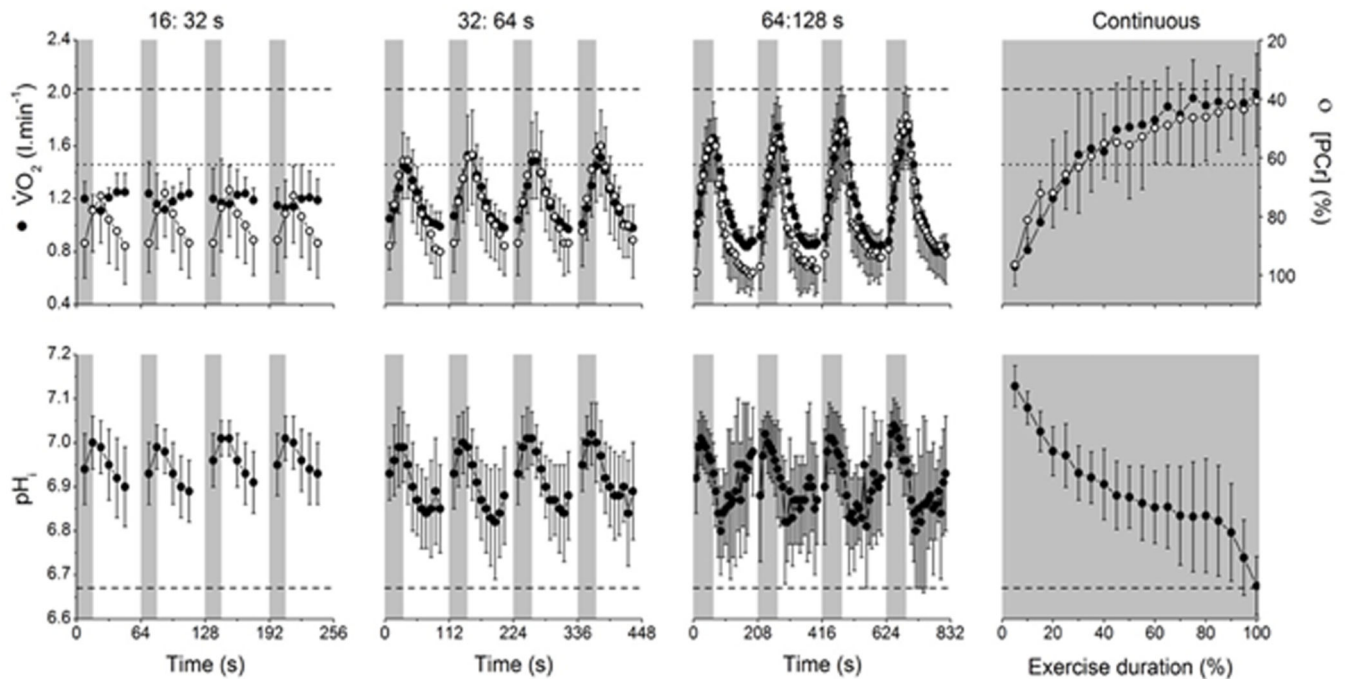 16: 32 s
32: 64 s
64:128 s
Continuous
2.4
2.0
1.6
1.2
0.8
0.4
● V̇O₂ (l.min⁻¹)
20
40
60
80
100
○ [PCr] (%)
7.2
7.1
7.0
6.9
6.8
6.7
6.6
pHᵢ
0 64 128 192 256
0 112 224 336 448
0 208 416 624 832
0 20 40 60 80 100
Time (s)
Time (s)
Time (s)
Exercise duration (%)